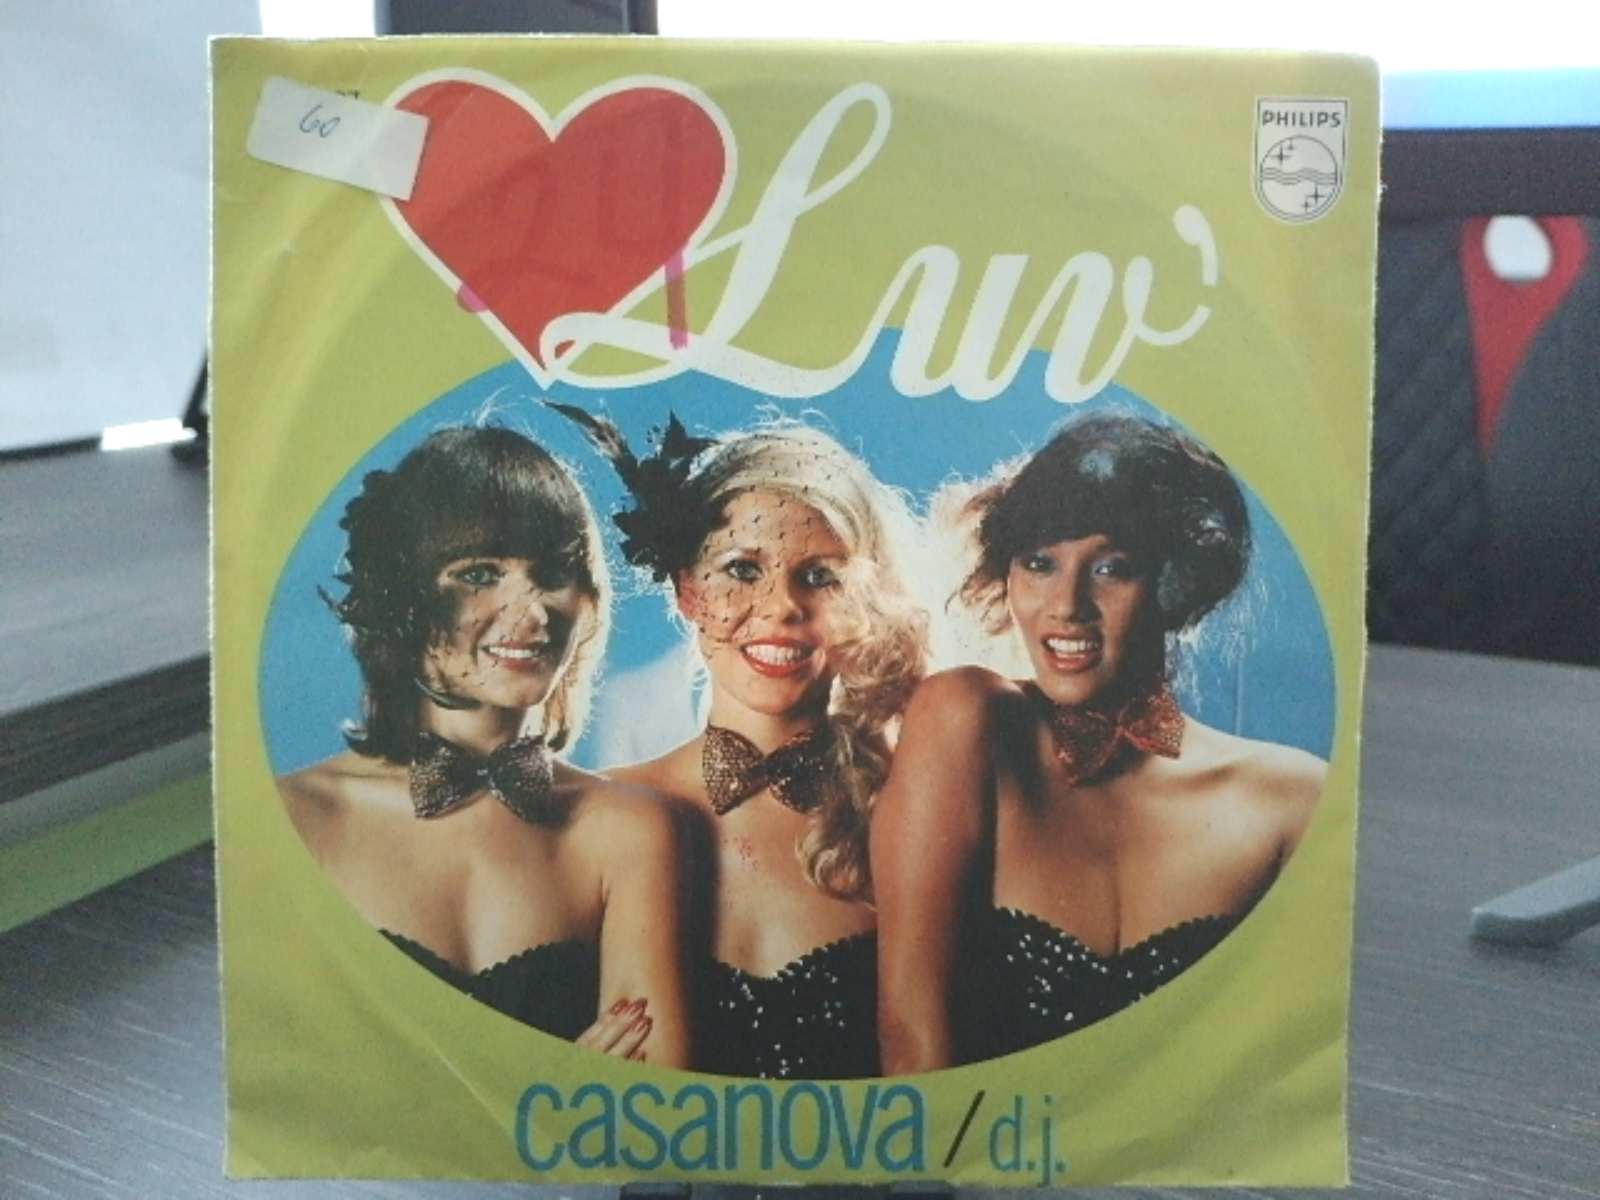 60
Luv'
PHILIPS
casanova / d.j.